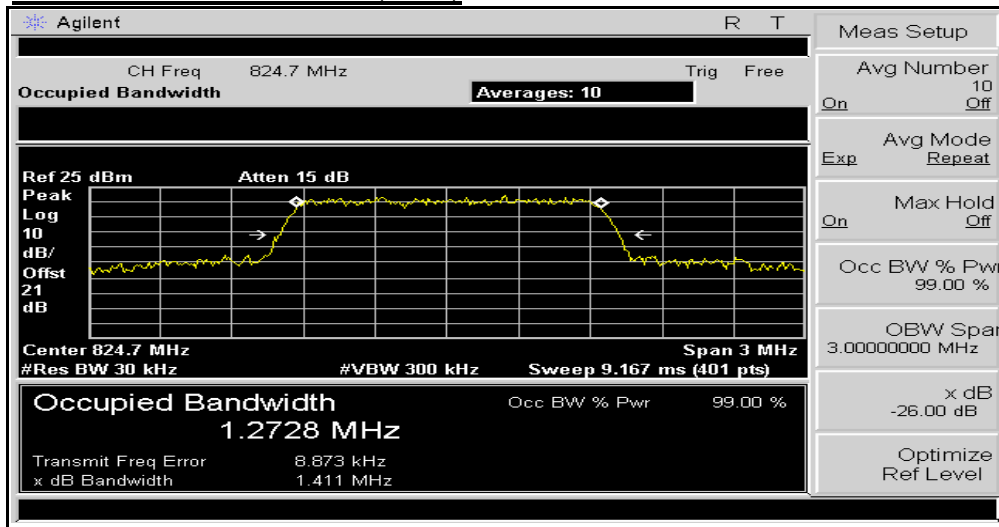 Agilent R T
CH Freq 824.7 MHz Trig Free
Occupied Bandwidth Averages: 10
Ref 25 dBm Atten 15 dB
Peak
Log
10
dB/
Offst
21
dB
Center 824.7 MHz Span 3 MHz
#Res BW 30 kHz #VBW 300 kHz Sweep 9.167 ms (401 pts)
Occupied Bandwidth Occ BW % Pwr 99.00 %
1.2728 MHz
Transmit Freq Error 8.873 kHz
x dB Bandwidth 1.411 MHz
Meas Setup
Avg Number
10
On Off
Avg Mode
Exp Repeat
Max Hold
On Off
Occ BW % Pwr
99.00 %
OBW Spa
3.00000000 MHz
x dB
-26.00 dB
Optimize
Ref Level